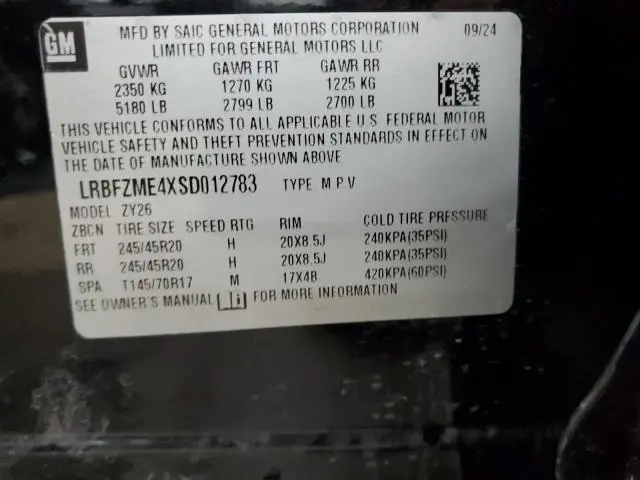 GM
MFD BY SAIC GENERAL MOTORS CORPORATION 09/24
LIMITED FOR GENERAL MOTORS LLC
GVWR GAWR FRT GAWR RR
2350 KG 1270 KG 1225 KG
5180 LB 2799 LB 2700 LB
THIS VEHICLE CONFORMS TO ALL APPLICABLE U.S. FEDERAL MOTOR
VEHICLE SAFETY AND THEFT PREVENTION STANDARDS IN EFFECT ON
THE DATE OF MANUFACTURE SHOWN ABOVE
LRBFZME4XSD012783 TYPE M P V
MODEL ZY26
ZBCN TIRE SIZE SPEED RTG RIM COLD TIRE PRESSURE
FRT 245/45R20 H 20X8.5J 240KPA(35PSI)
RR 245/45R20 H 20X8.5J 240KPA(35PSI)
SPA T145/70R17 M 17X4B 420KPA(60PSI)
SEE OWNER'S MANUAL i FOR MORE INFORMATION